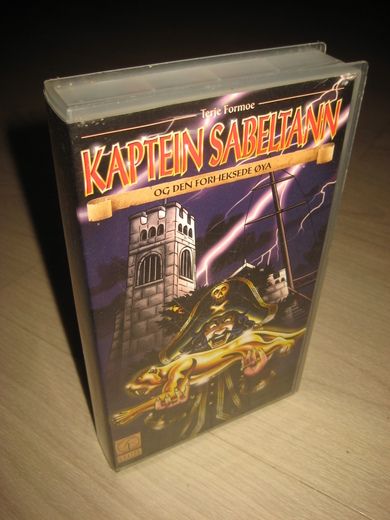 Terje Formoe
KAPTEIN SABELTANN
OG DEN FORHEKSEDE ØYA